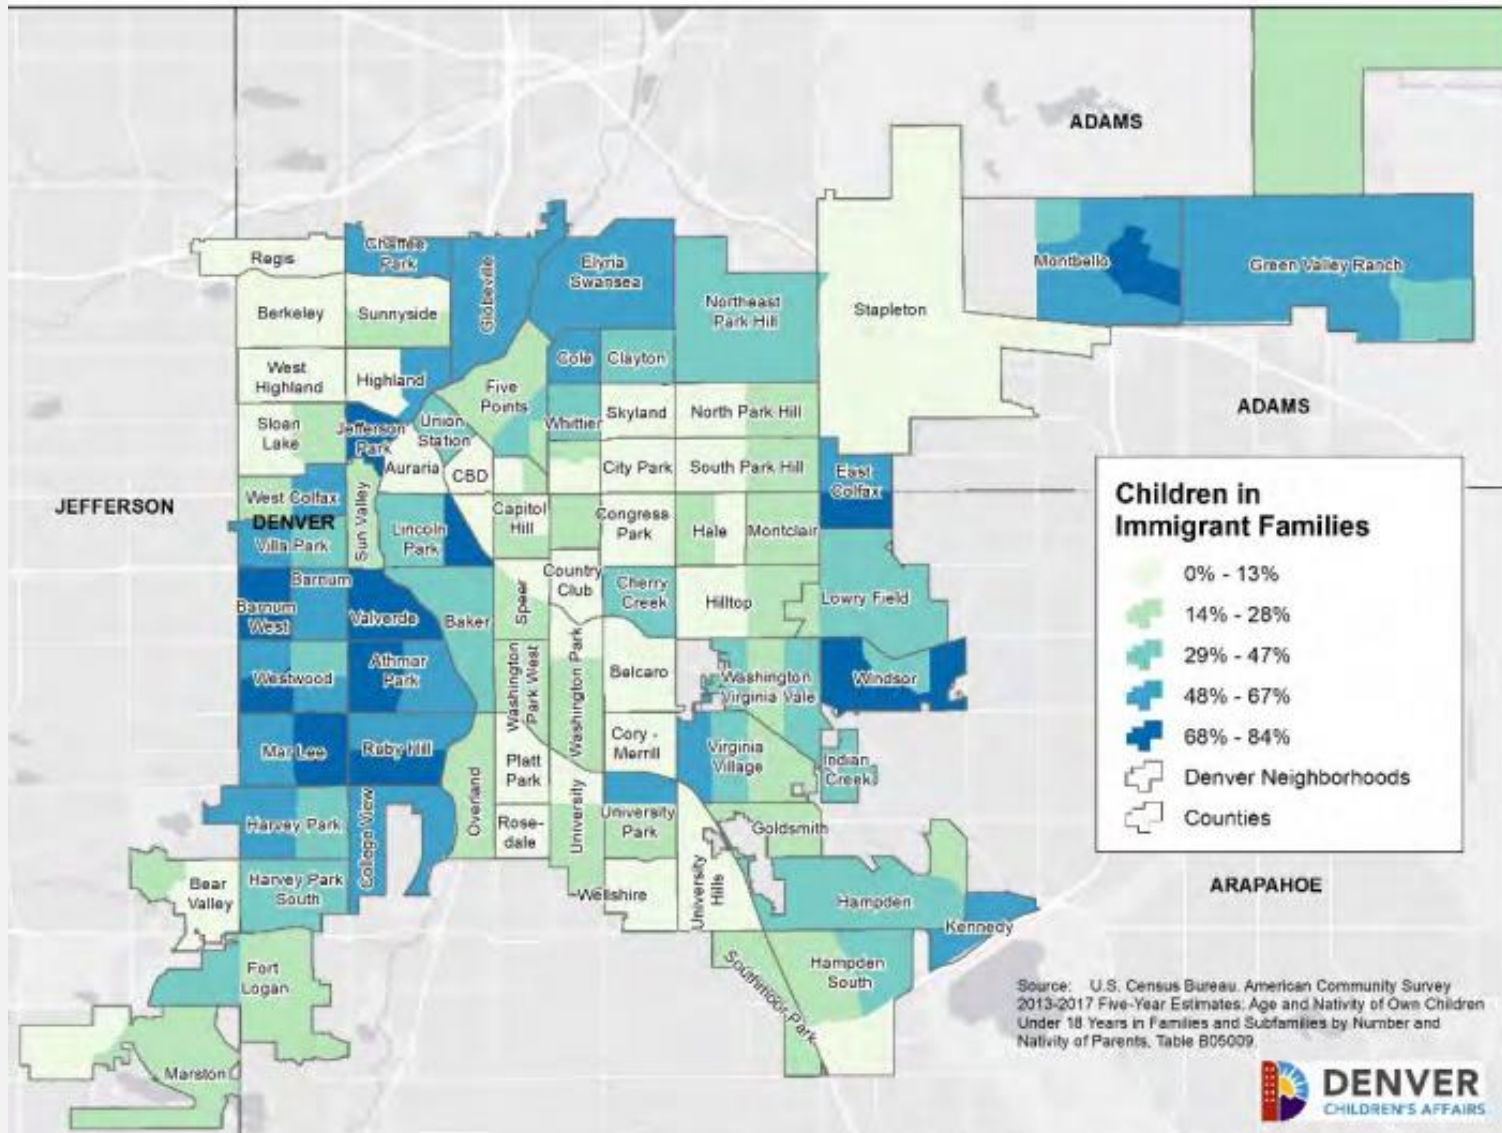 ADAMS
Regis
Chaffee
Park
Globeville
Elyria
Swansea
Montbello
Green Valley Ranch
Berkeley
Sunnyside
Northeast
Park Hill
Stapleton
West
Highland
Highland
Cole
Clayton
Five
Points
Sloan
Lake
Jefferson
Park
Union
Station
Whittier
Skyland
North Park Hill
ADAMS
Auraria
CBD
City Park
South Park Hill
East
Colfax
JEFFERSON
West Colfax
DENVER
Villa Park
Sun Valley
Lincoln
Park
Capitol
Hill
Congress
Park
Hale
Montclair
Barnum
Barnum
West
Valverde
Baker
Speer
Country
Club
Cherry
Creek
Hilltop
Lowry Field
Westwood
Athmar
Park
Washington
Park West
Washington Park
Belcaro
Washington
Virginia Vale
Windsor
Mar Lee
Ruby Hill
Platt
Park
Cory -
Merrill
Virginia
Village
Indian
Creek
Harvey Park
College View
Overland
Rose-
dale
University
University
Park
Goldsmith
Bear
Valley
Harvey Park
South
Wellshire
University
Hills
Hampden
Kennedy
Fort
Logan
Southmoor Park
Hampden
South
Marston
ARAPAHOE
Children in
Immigrant Families
0% - 13%
14% - 28%
29% - 47%
48% - 67%
68% - 84%
Denver Neighborhoods
Counties
Source: U.S. Census Bureau. American Community Survey
2013-2017 Five-Year Estimates: Age and Nativity of Own Children
Under 18 Years in Families and Subfamilies by Number and
Nativity of Parents, Table B05009.
DENVER
CHILDREN'S AFFAIRS